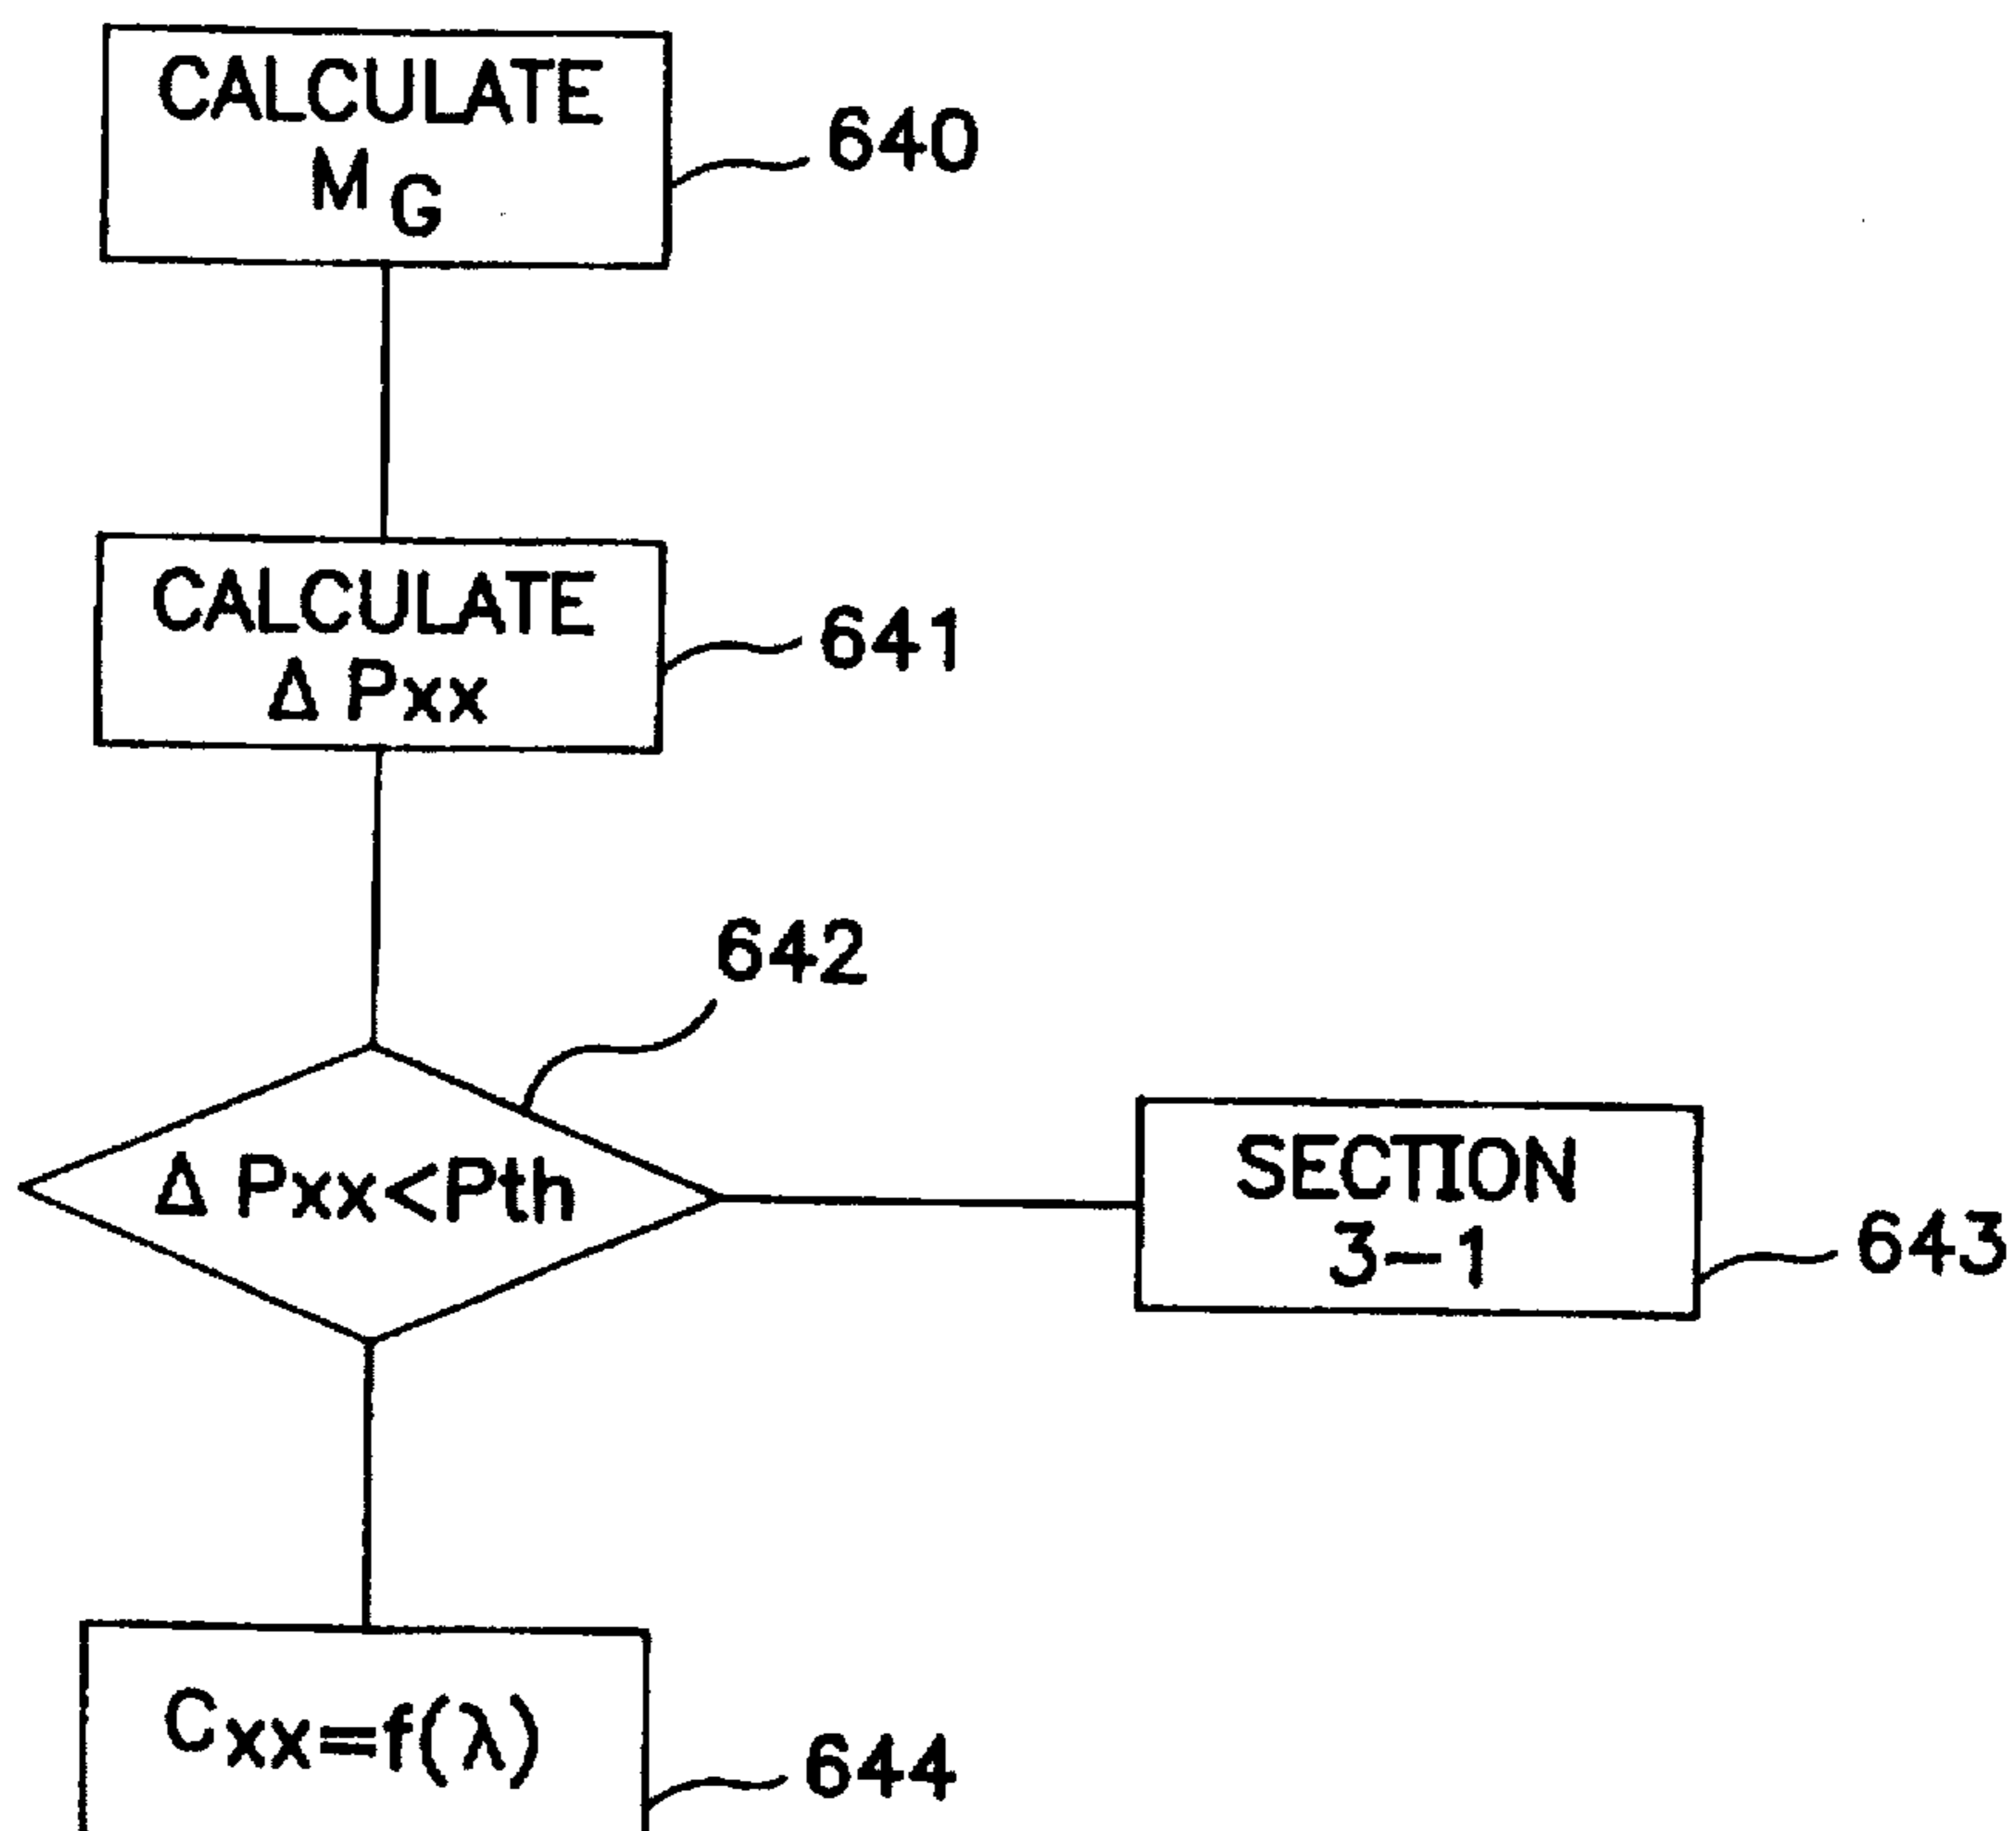 CALCULATE
M G
640
CALCULATE
Δ Pxx
641
642
Δ Pxx<Pth
SECTION
3-1
643
Cxx=f(λ)
644